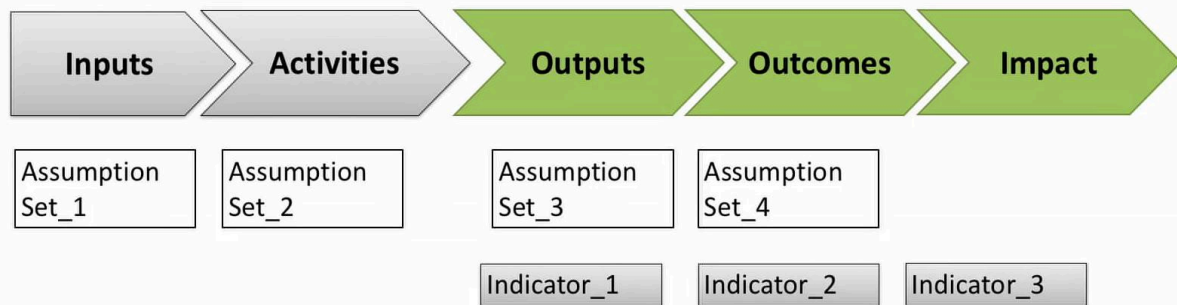 Inputs Activities Outputs Outcomes Impact
Assumption Assumption Assumption Assumption
Set_1 Set_2 Set_3 Set_4
Indicator_1 Indicator_2 Indicator_3